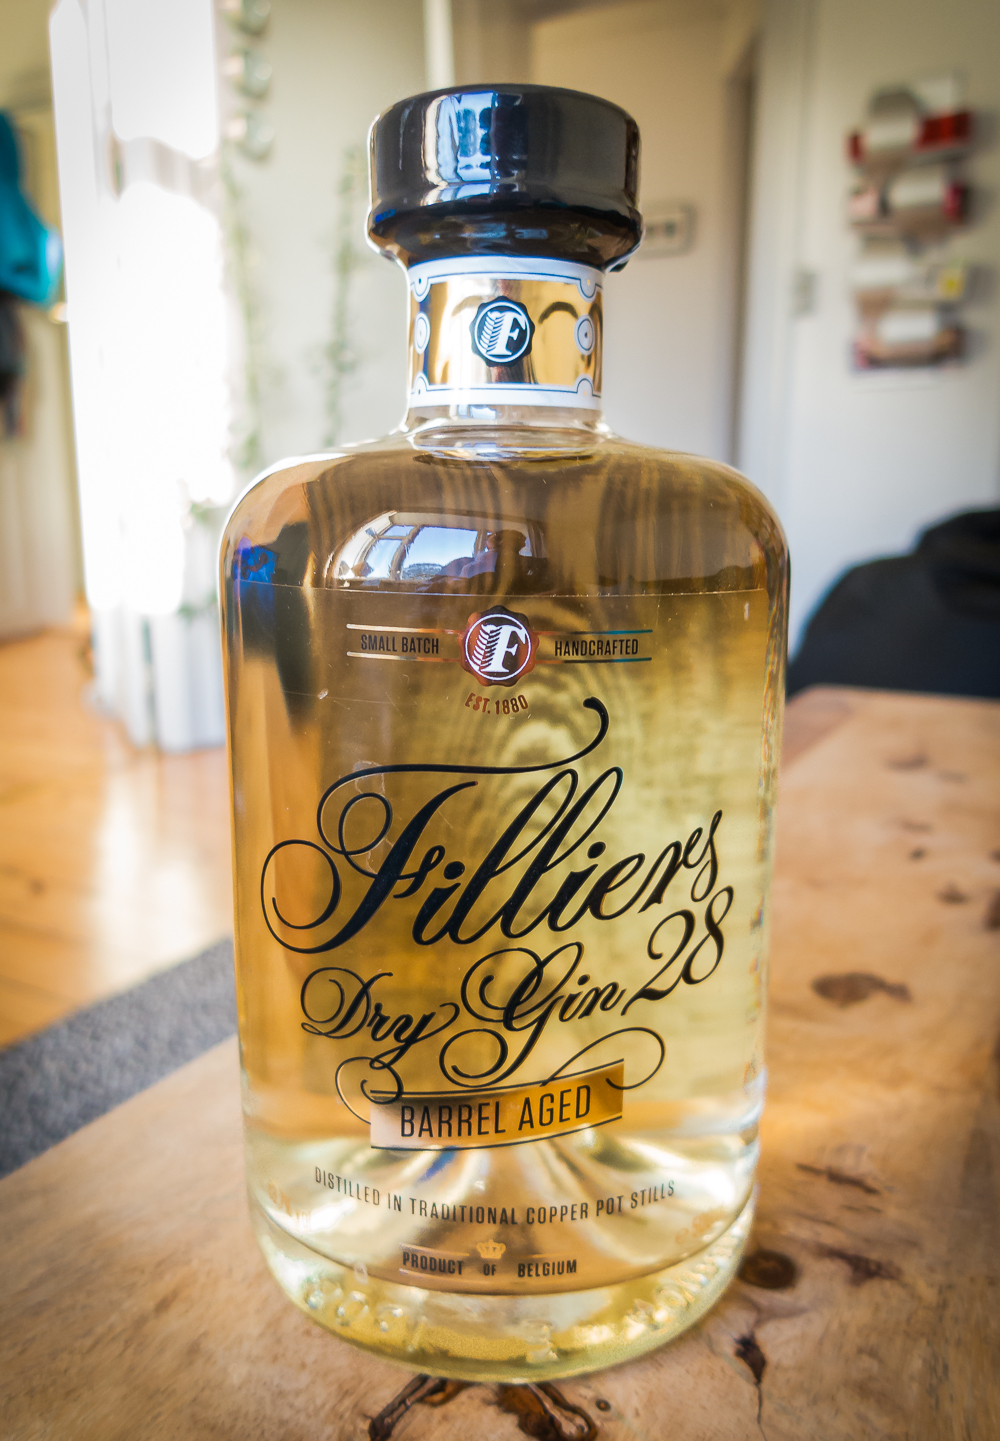 F
SMALL BATCH F HANDCRAFTED
EST. 1880
Filliers
Dry Gin 28
BARREL AGED
DISTILLED IN TRADITIONAL COPPER POT STILLS
PRODUCT OF BELGIUM